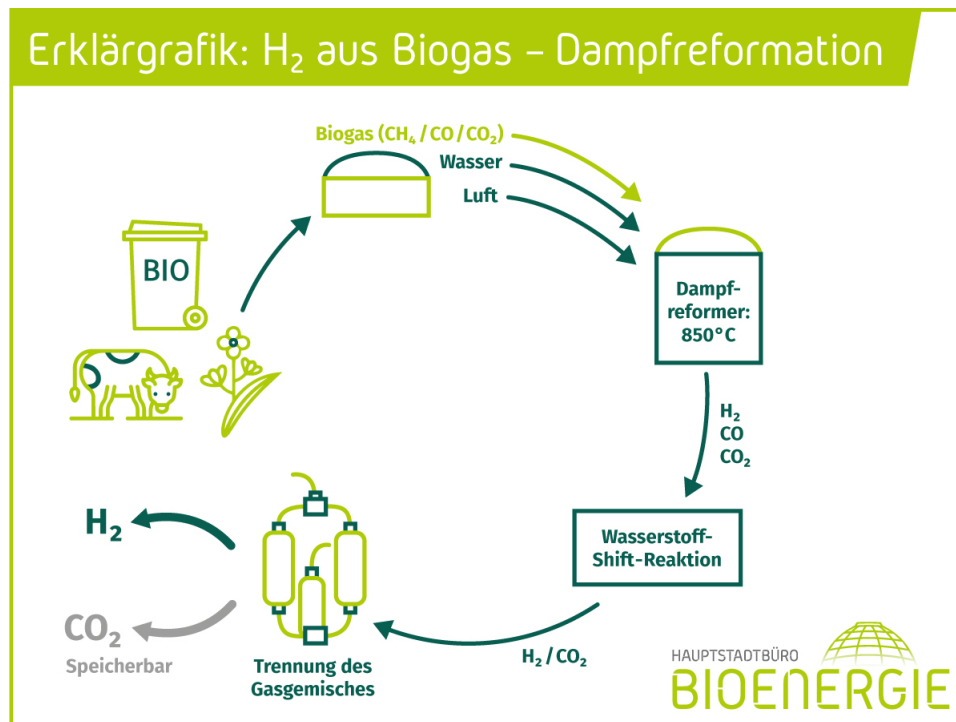 Erklärgrafik: H₂ aus Biogas – Dampfreformation
Biogas (CH₄ / CO / CO₂)
Wasser
Luft
BIO
Dampf-
reformer:
850°C
H₂
CO
CO₂
Wasserstoff-
Shift-Reaktion
H₂ / CO₂
Trennung des
Gasgemisches
H₂
CO₂
Speicherbar
HAUPTSTADTBÜRO
BIOENERGIE